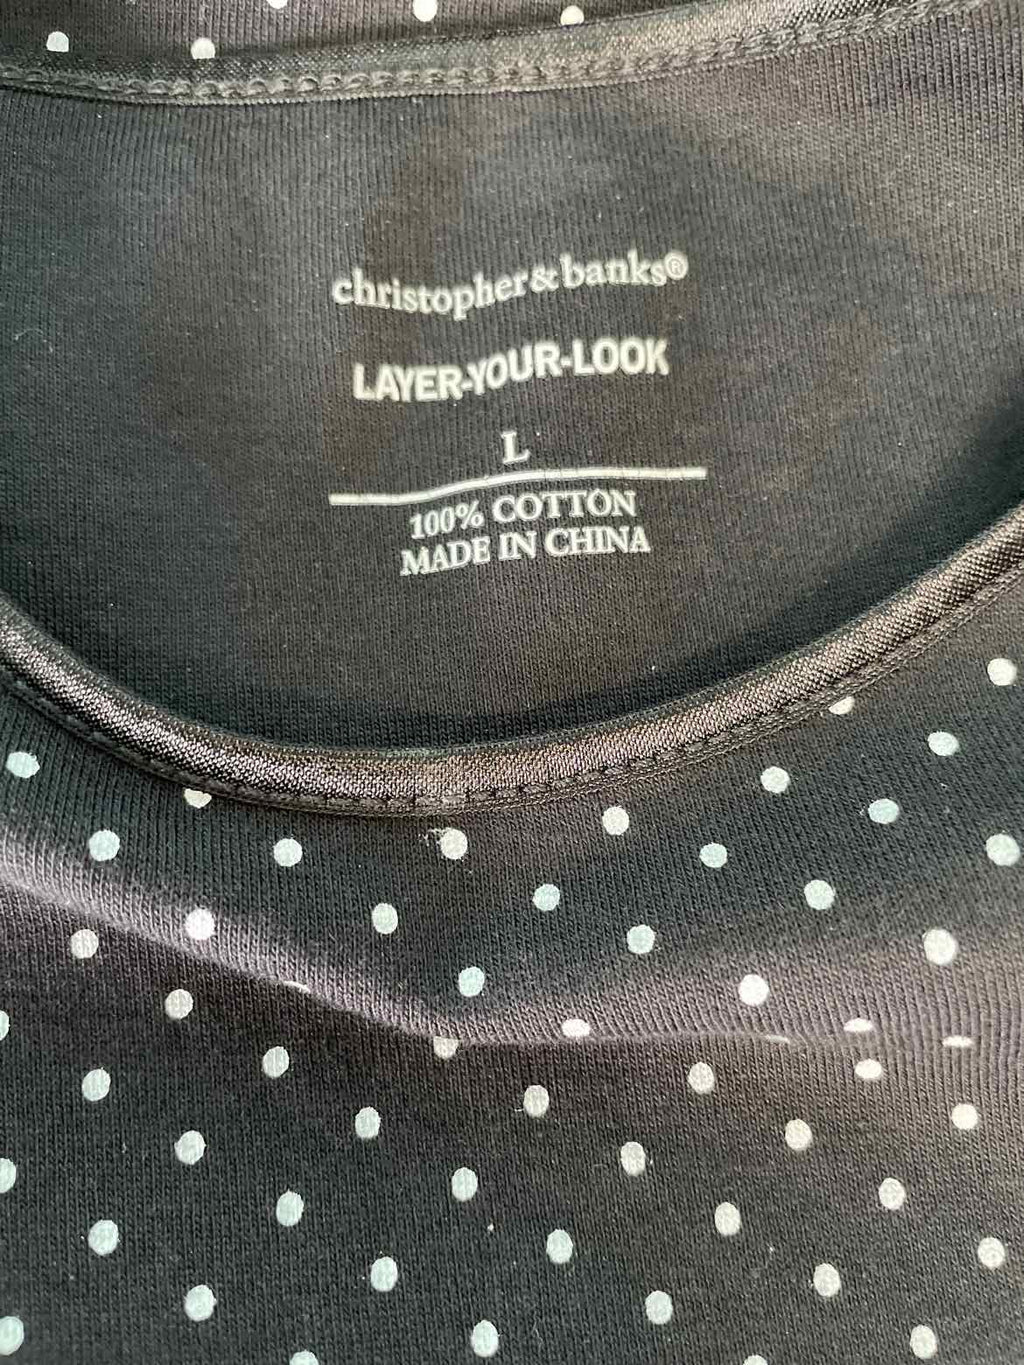 christopher & banks®
LAYER-YOUR-LOOK
L
100% COTTON
MADE IN CHINA